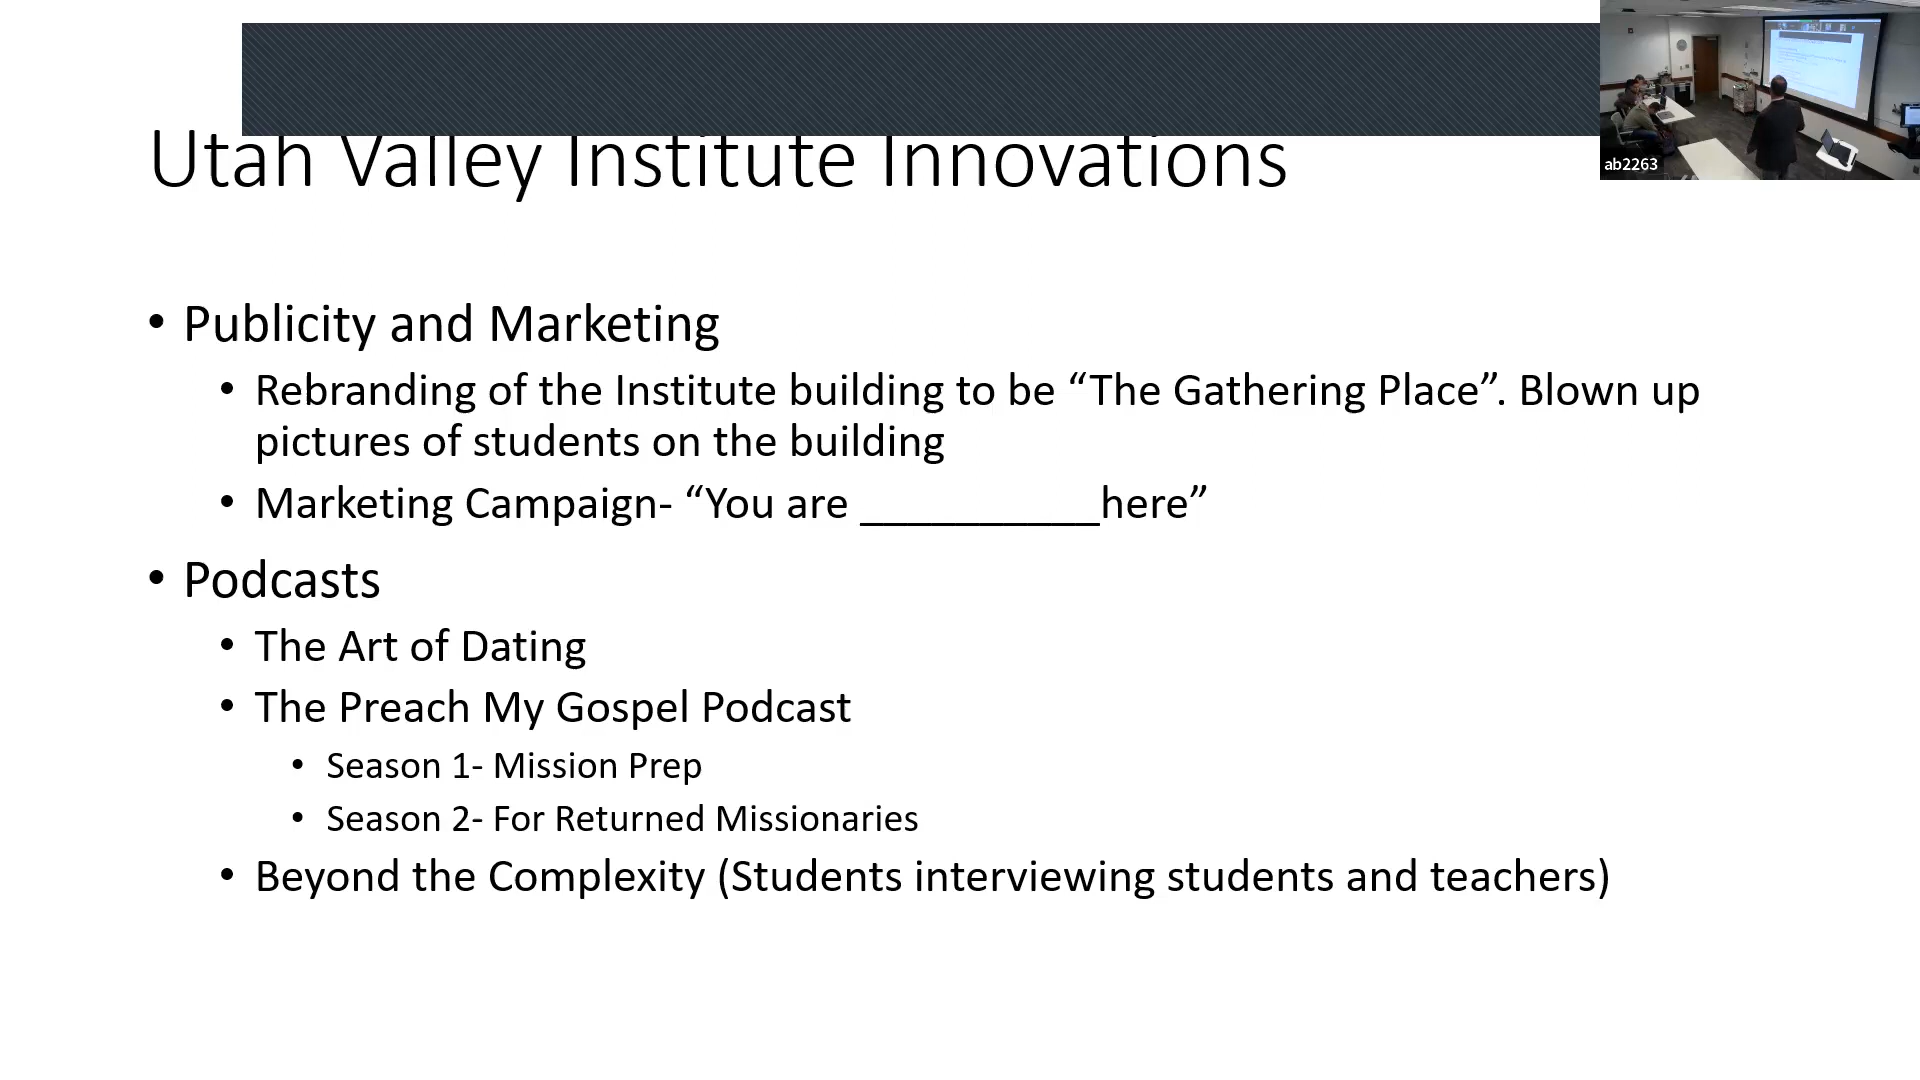 ab2263
Utah Valley Institute Innovations
• Publicity and Marketing
• Rebranding of the Institute building to be “The Gathering Place”. Blown up
pictures of students on the building
• Marketing Campaign- “You are __________here”
• Podcasts
• The Art of Dating
• The Preach My Gospel Podcast
• Season 1- Mission Prep
• Season 2- For Returned Missionaries
• Beyond the Complexity (Students interviewing students and teachers)